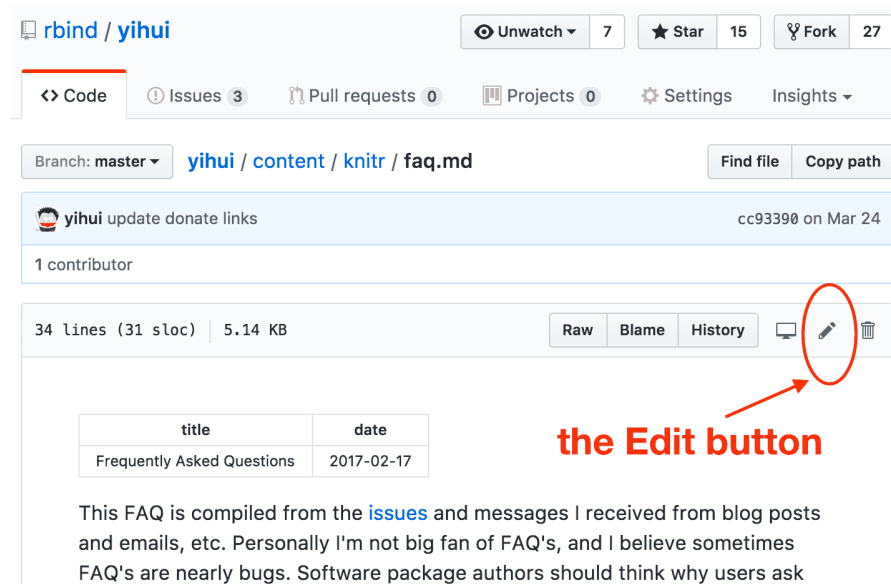 rbind / yihui
Unwatch 7 Star 15 Fork 27
Code Issues 3 Pull requests 0 Projects 0 Settings Insights
Branch: master yihui / content / knitr / faq.md Find file Copy path
yihui update donate links cc93390 on Mar 24
1 contributor
34 lines (31 sloc) 5.14 KB Raw Blame History
the Edit button
title date
Frequently Asked Questions 2017-02-17
This FAQ is compiled from the issues and messages I received from blog posts
and emails, etc. Personally I'm not big fan of FAQ's, and I believe sometimes
FAQ's are nearly bugs. Software package authors should think why users ask